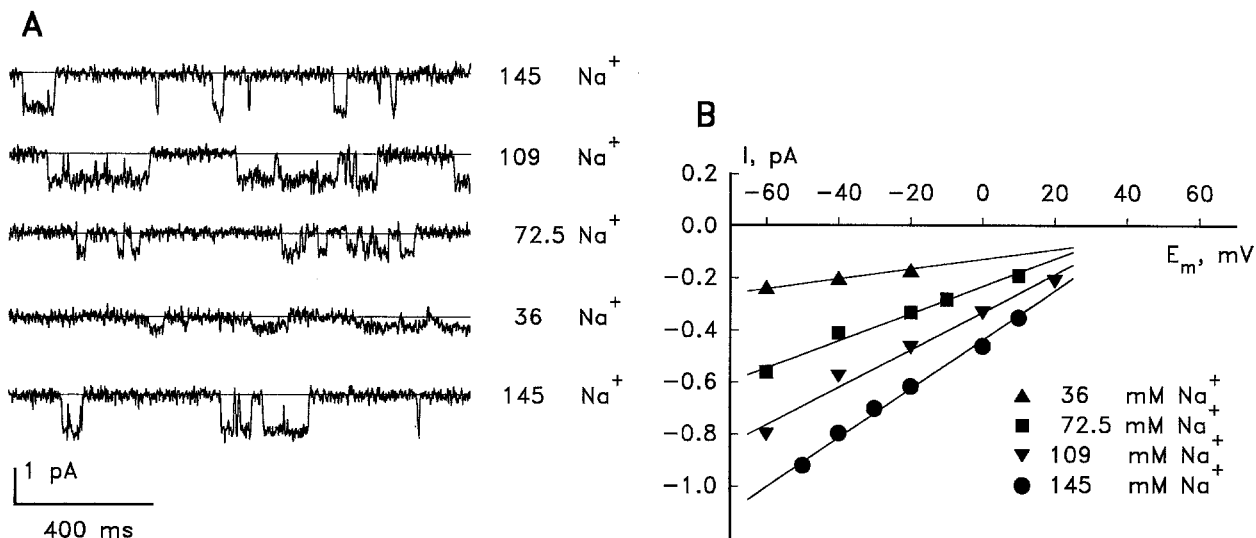 A
145 Na+
109 Na+
72.5 Na+
36 Na+
145 Na+
1 pA
400 ms
B
I, pA
0.2
−60 −40 −20 0 20 40 60
0.0
Em, mV
−0.2
−0.4
−0.6
−0.8
−1.0
36 mM Na+
72.5 mM Na+
109 mM Na+
145 mM Na+